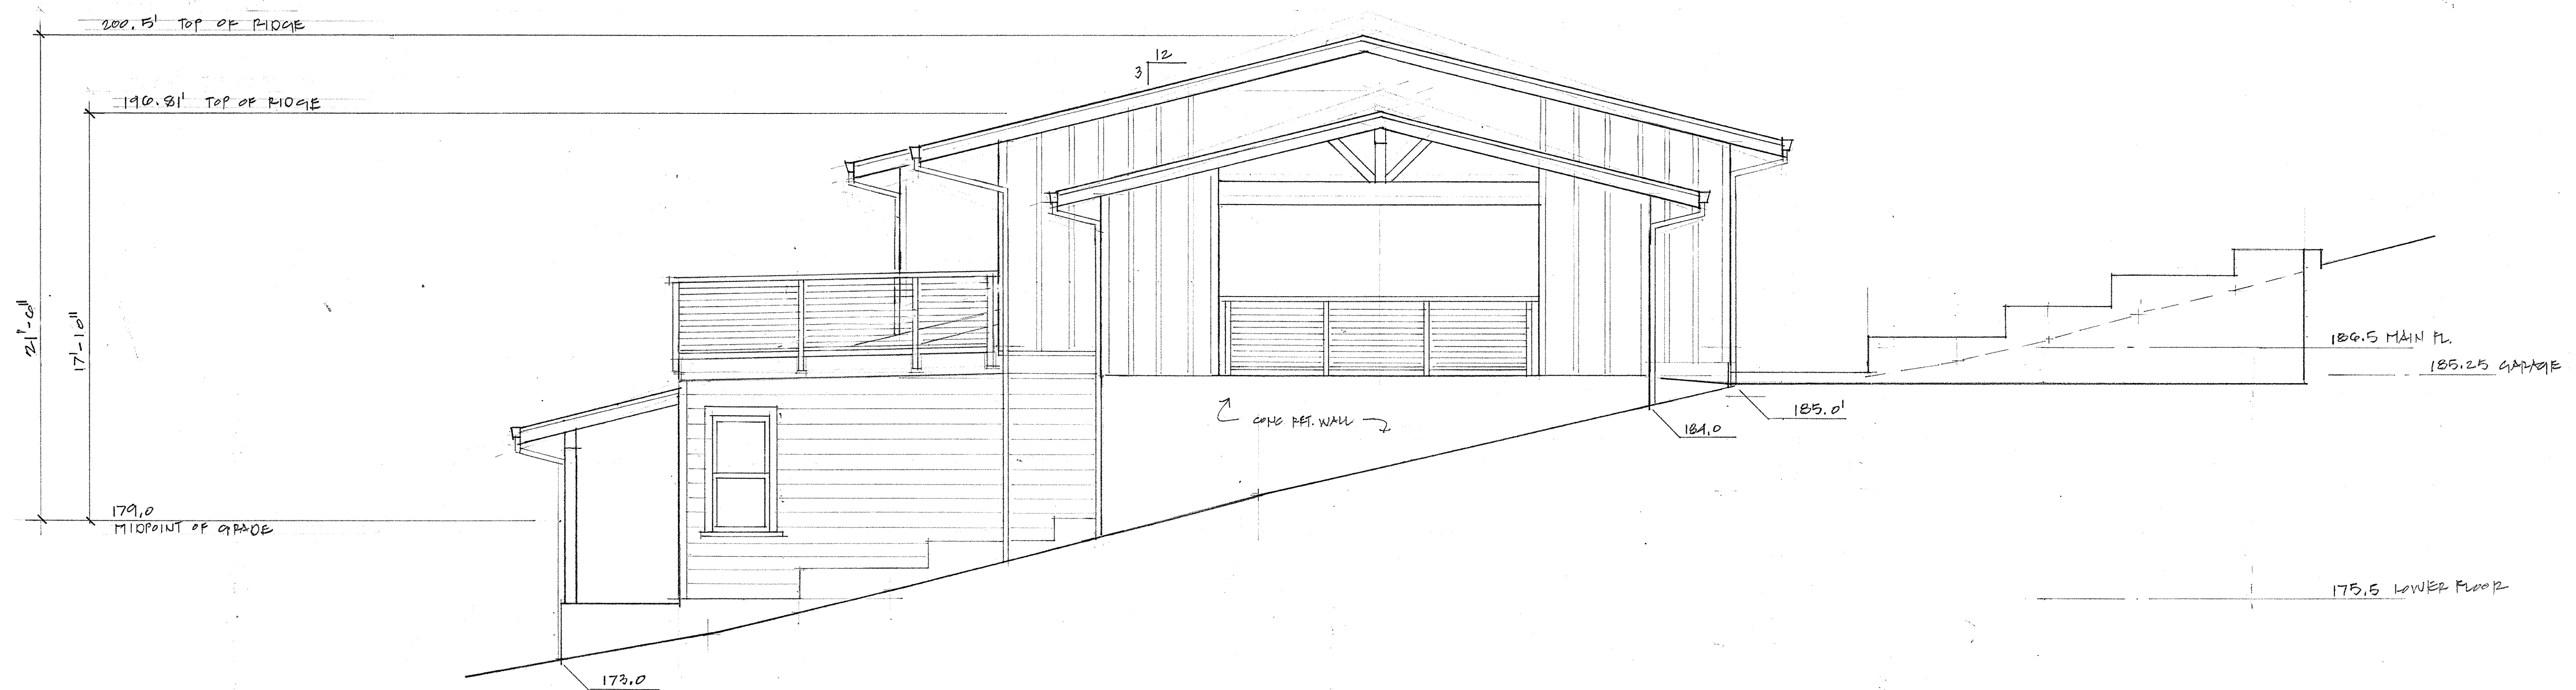 200.5' TOP OF RIDGE
12
3
196.81' TOP OF RIDGE
21'-0"
17'-10"
186.5 MAIN FL.
185.25 GARAGE
185.0'
184.0
CONC RET. WALL
179.0
MIDPOINT OF GRADE
175.5 LOWER FLOOR
173.0